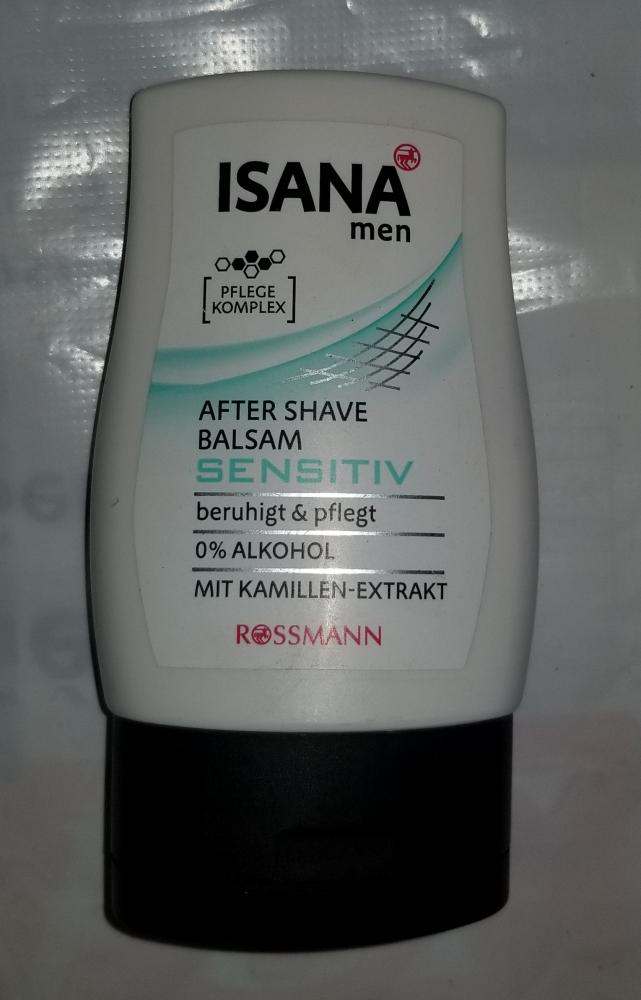 ISANA
men
PFLEGE
KOMPLEX
AFTER SHAVE
BALSAM
SENSITIV
beruhigt & pflegt
0% ALKOHOL
MIT KAMILLEN-EXTRAKT
ROSSMANN